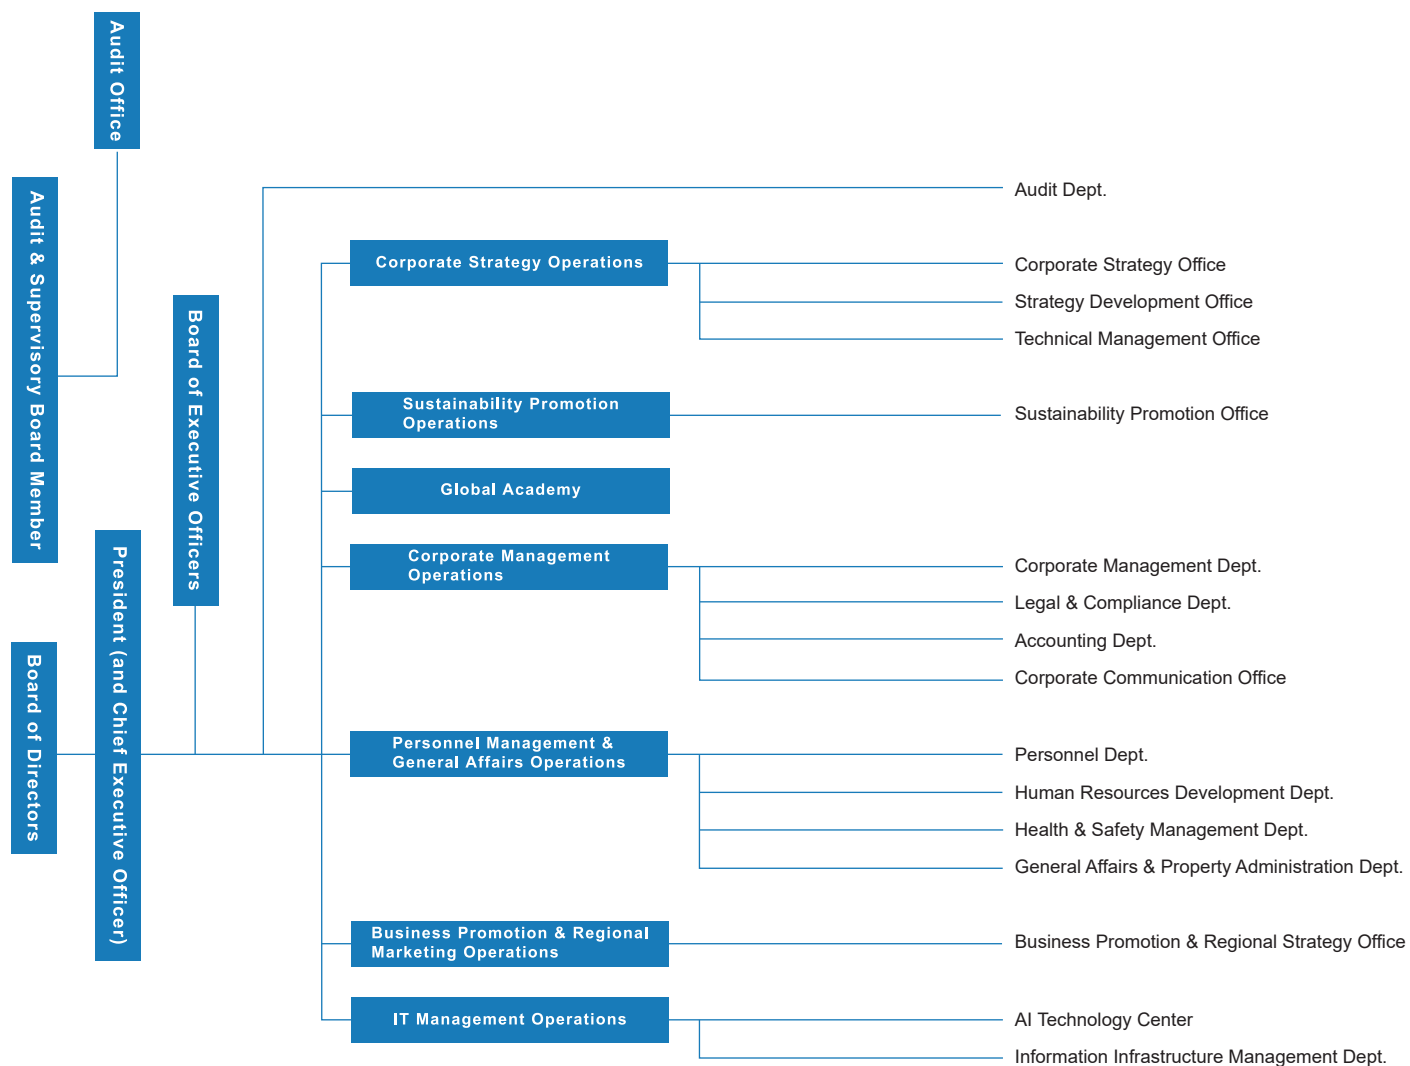 Audit Office
Audit & Supervisory Board Member
Board of Directors
President (and Chief Executive Officer)
Board of Executive Officers
Audit Dept.
Corporate Strategy Operations
Corporate Strategy Office
Strategy Development Office
Technical Management Office
Sustainability Promotion
Operations
Sustainability Promotion Office
Global Academy
Corporate Management
Operations
Corporate Management Dept.
Legal & Compliance Dept.
Accounting Dept.
Corporate Communication Office
Personnel Management &
General Affairs Operations
Personnel Dept.
Human Resources Development Dept.
Health & Safety Management Dept.
General Affairs & Property Administration Dept.
Business Promotion & Regional
Marketing Operations
Business Promotion & Regional Strategy Office
IT Management Operations
AI Technology Center
Information Infrastructure Management Dept.